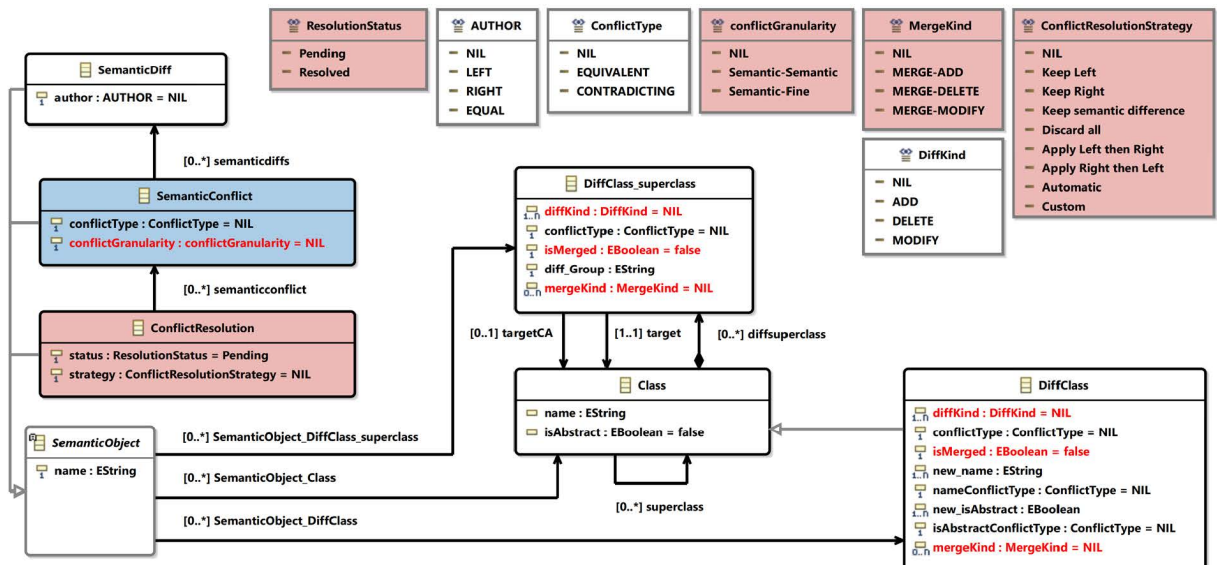 ResolutionStatus
Pending
Resolved
AUTHOR
NIL
LEFT
RIGHT
EQUAL
ConflictType
NIL
EQUIVALENT
CONTRADICTING
conflictGranularity
NIL
Semantic-Semantic
Semantic-Fine
MergeKind
NIL
MERGE-ADD
MERGE-DELETE
MERGE-MODIFY
ConflictResolutionStrategy
NIL
Keep Left
Keep Right
Keep semantic difference
Discard all
Apply Left then Right
Apply Right then Left
Automatic
Custom
DiffKind
NIL
ADD
DELETE
MODIFY
SemanticDiff
author : AUTHOR = NIL
[0..*] semanticdiffs
SemanticConflict
conflictType : ConflictType = NIL
conflictGranularity : conflictGranularity = NIL
[0..*] semanticconflict
ConflictResolution
status : ResolutionStatus = Pending
strategy : ConflictResolutionStrategy = NIL
SemanticObject
name : EString
[0..*] SemanticObject_DiffClass_superclass
[0..*] SemanticObject_Class
[0..*] SemanticObject_DiffClass
DiffClass_superclass
diffKind : DiffKind = NIL
conflictType : ConflictType = NIL
isMerged : EBoolean = false
diff_Group : EString
mergeKind : MergeKind = NIL
[0..1] targetCA
[1..1] target
[0..*] diffsuperclass
Class
name : EString
isAbstract : EBoolean = false
[0..*] superclass
DiffClass
diffKind : DiffKind = NIL
conflictType : ConflictType = NIL
isMerged : EBoolean = false
new_name : EString
nameConflictType : ConflictType = NIL
new_isAbstract : EBoolean
isAbstractConflictType : ConflictType = NIL
mergeKind : MergeKind = NIL